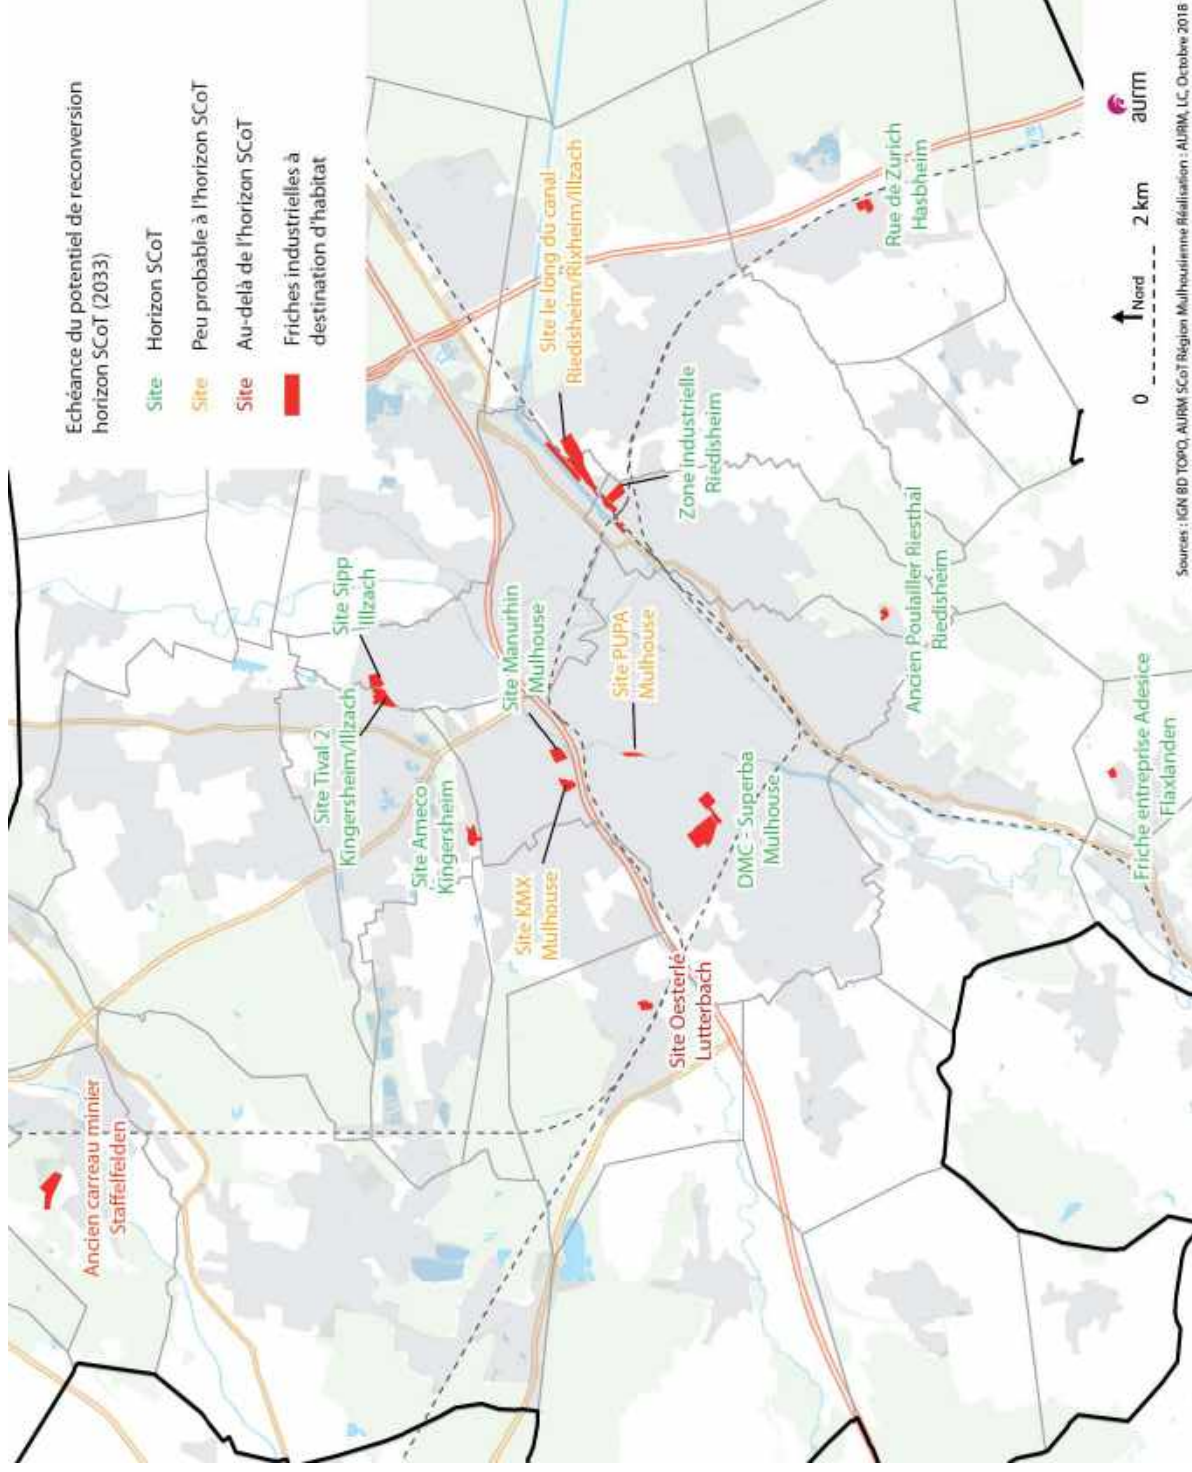 Echéance du potentiel de reconversion
horizon SCoT (2033)
Site Horizon SCoT
Site Peu probable à l'horizon SCoT
Site Au-delà de l'horizon SCoT
Friches industrielles à
destination d'habitat
Ancien carreau minier
Staffelfelden
Site Tival 2
Kingersheim/Illzach
Site Sipp
Illzach
Site Ameco
Kingersheim
Site Manurhin
Mulhouse
Site KMX
Mulhouse
Site PUPA
Mulhouse
Site Oesterlé
Lutterbach
DMC - Superba
Mulhouse
Site le long du canal
Riedisheim/Rixheim/Illzach
Zone industrielle
Riedisheim
Rue de Zurich
Hasbheim
Ancien Poulailler Riesthal
Riedisheim
Friche entreprise Adesice
Flaxlanden
Nord
0 2 km
aurm
Sources : IGN BD TOPO, AURM SCoT Région Mulhousienne Réalisation : AURM, LC, Octobre 2018